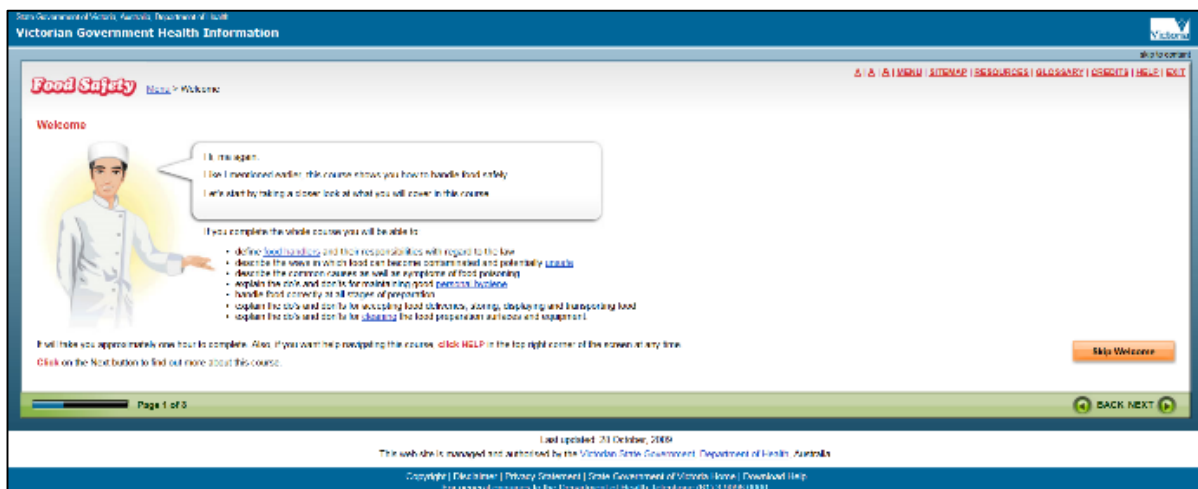 State Government of Victoria, Australia, Department of Health
Victorian Government Health Information
Victoria
skip to content
A | A | A | MENU | SITEMAP | RESOURCES | GLOSSARY | CREDITS | HELP | EXIT
Food Safety
Menu > Welcome
Welcome
me again.
Like I mentioned earlier, this course shows you how to handle food safely
Let's start by taking a closer look at what you will cover in this course
If you complete the whole course you will be able to
• define food handlers and their responsibilities with regard to the law
• describe the ways in which food can become contaminated and potentially unsafe
• describe the common causes as well as symptoms of food poisoning
• explain the do's and don'ts for maintaining good personal hygiene
• handle food correctly at all stages of preparation
• explain the do's and don'ts for accepting food deliveries, storing, displaying and transporting food
• explain the do's and don'ts for cleaning the food preparation surfaces and equipment.
It will take you approximately one hour to complete. Also, if you want help navigating this course, click HELP in the top right corner of the screen at any time
Skip Welcome
Click on the Next button to find out more about this course.
Page 1 of
BACK NEXT
Last updated: October, 2009
This web site is managed and authorised by the Victorian State Government, Department of Health, Australia
Copyright | Disclaimer | Privacy Statement | State Government of Victoria Home | Download Help
For general enquiries to the Department of Health, telephone